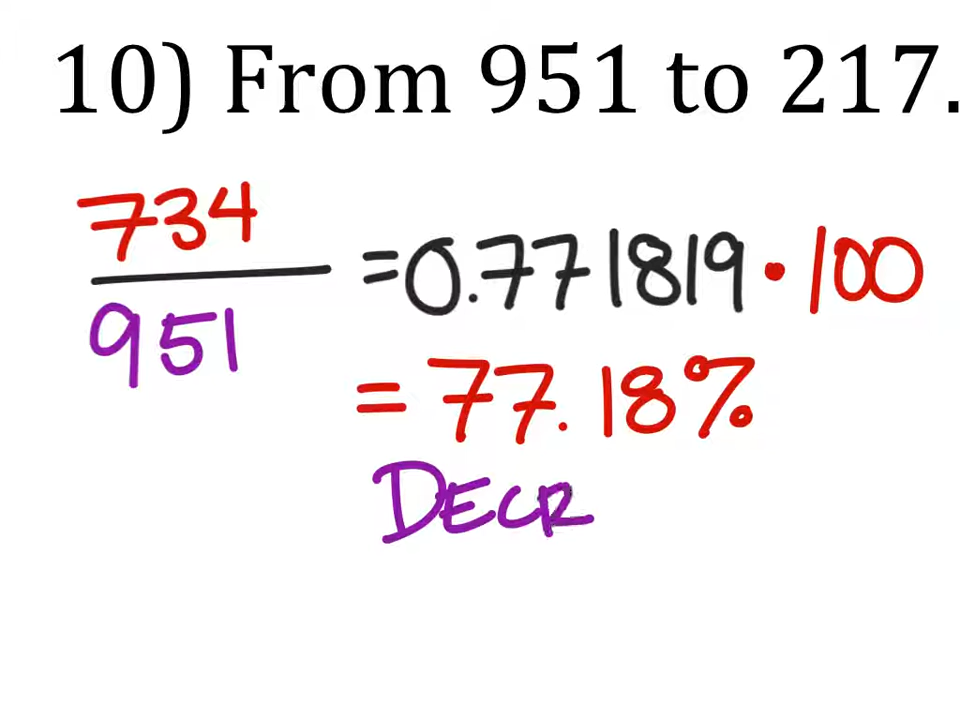 10) From 951 to 217.
734
951
=0.771819•100
=77.18%
DECR